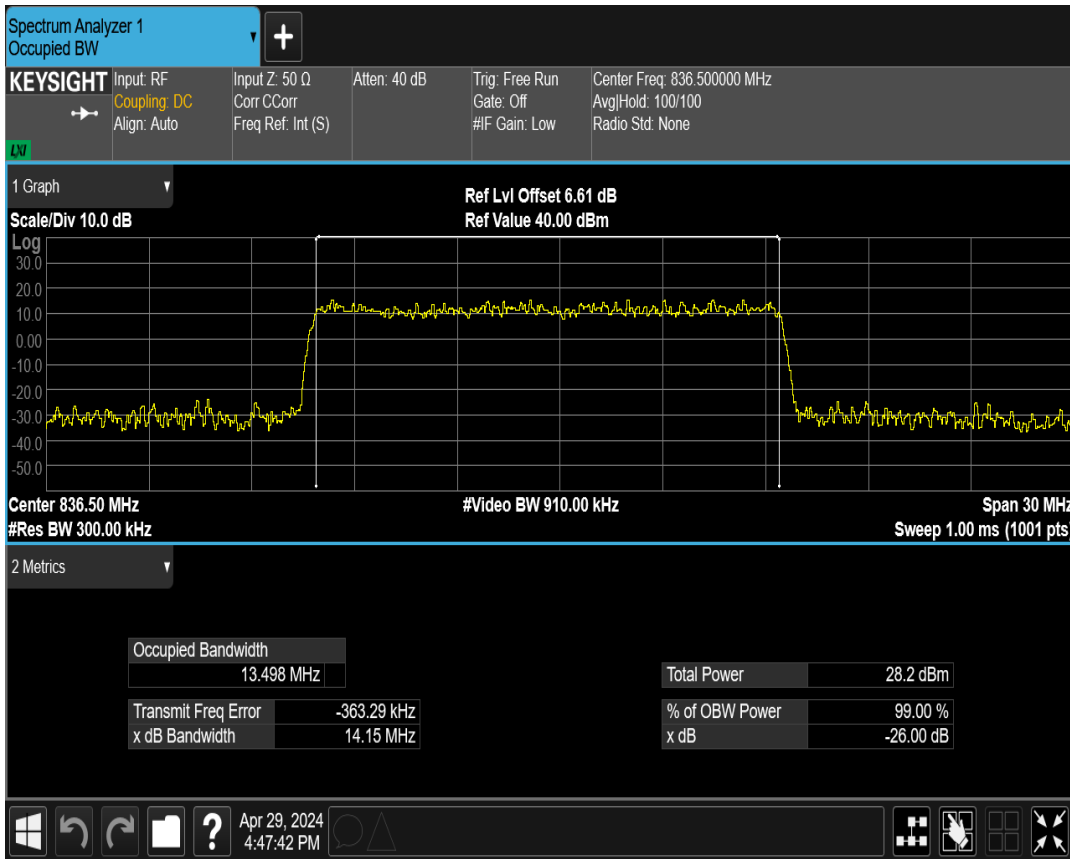 Spectrum Analyzer 1
Occupied BW
+
KEYSIGHT
LXI
Input: RF
Coupling: DC
Align: Auto
Input Z: 50 Ω
Corr CCorr
Freq Ref: Int (S)
Atten: 40 dB
Trig: Free Run
Gate: Off
#IF Gain: Low
Center Freq: 836.500000 MHz
Avg|Hold: 100/100
Radio Std: None
1 Graph
Ref Lvl Offset 6.61 dB
Scale/Div 10.0 dB
Ref Value 40.00 dBm
Log
30.0
20.0
10.0
0.00
-10.0
-20.0
-30.0
-40.0
-50.0
Center 836.50 MHz
#Video BW 910.00 kHz
Span 30 MHz
#Res BW 300.00 kHz
Sweep 1.00 ms (1001 pts)
2 Metrics
Occupied Bandwidth
13.498 MHz
Transmit Freq Error -363.29 kHz
x dB Bandwidth 14.15 MHz
Total Power 28.2 dBm
% of OBW Power 99.00 %
x dB -26.00 dB
?
Apr 29, 2024
4:47:42 PM